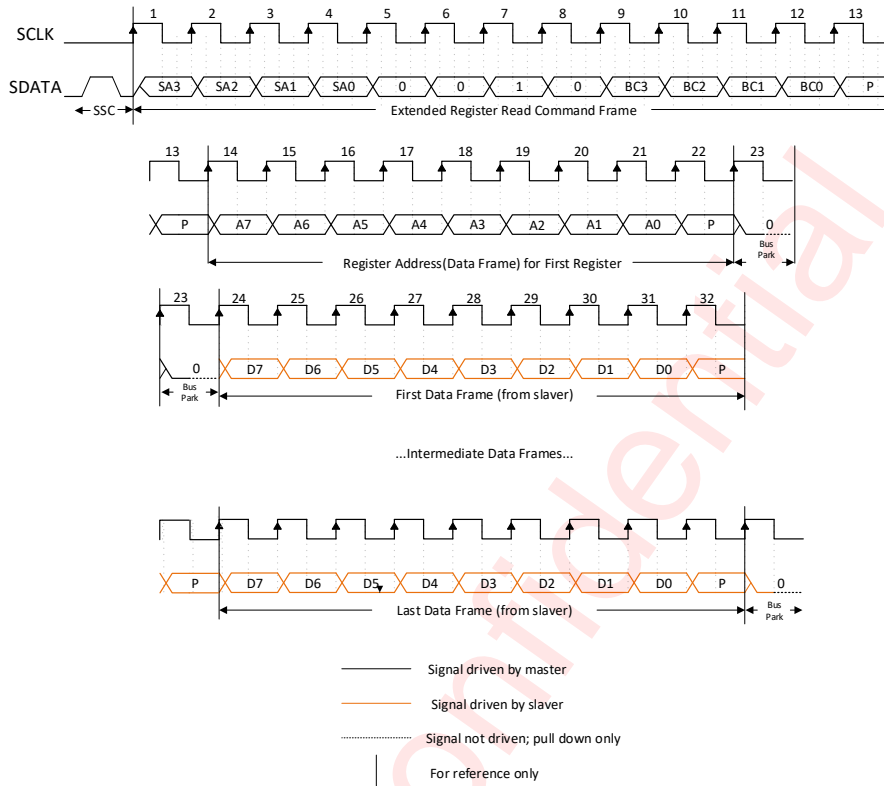 1 2 3 4 5 6 7 8 9 10 11 12 13
SCLK
SDATA SA3 SA2 SA1 SA0 0 0 1 0 BC3 BC2 BC1 BC0 P
SSC Extended Register Read Command Frame
13 14 15 16 17 18 19 20 21 22 23
P A7 A6 A5 A4 A3 A2 A1 A0 P 0
Bus
Park
Register Address(Data Frame) for First Register
23 24 25 26 27 28 29 30 31 32
0 D7 D6 D5 D4 D3 D2 D1 D0 P
Bus
Park
First Data Frame (from slaver)
...Intermediate Data Frames...
P D7 D6 D5 D4 D3 D2 D1 D0 P 0
Bus
Park
Last Data Frame (from slaver)
Signal driven by master
Signal driven by slaver
Signal not driven; pull down only
For reference only
onfidential